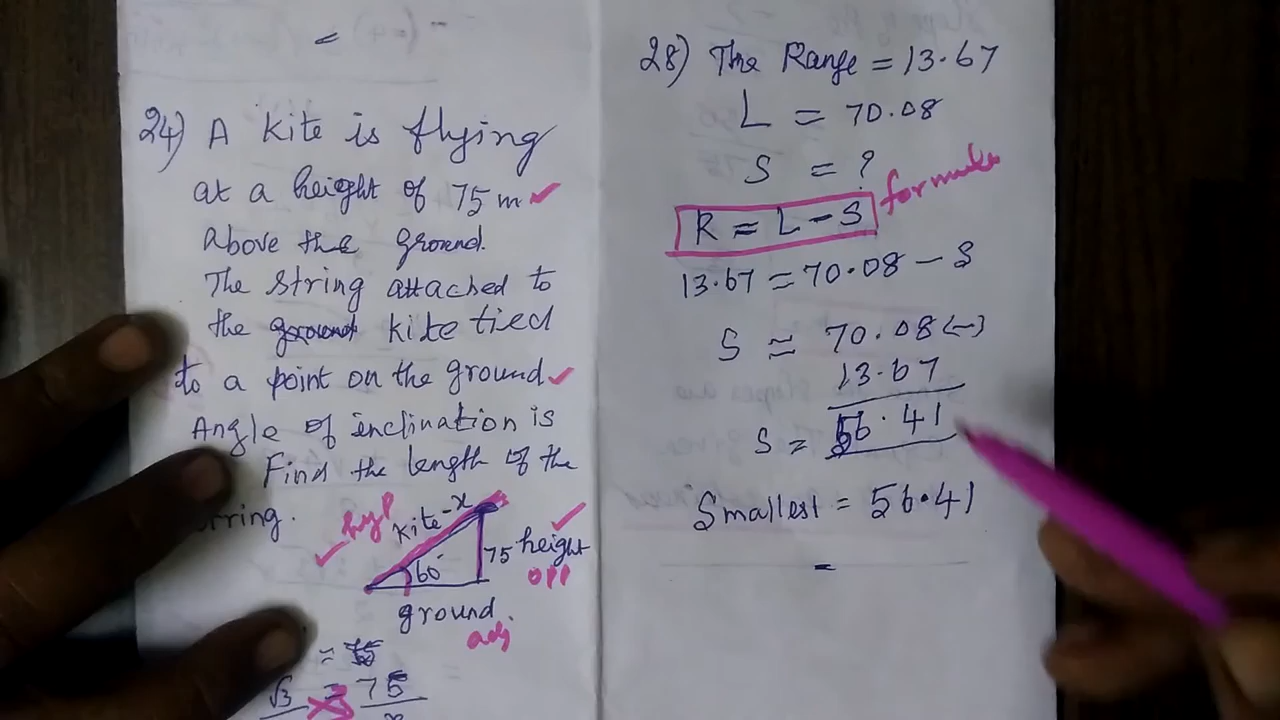 24) A kite is flying
at a height of 75 m
above the ground.
The string attached to
the kite tied
to a point on the ground
Angle of inclination is
Find the length of the
rring.
hyp
kite - x
75 height
opp
60°
ground
adj
√3 = 75
28) The Range = 13.67
L = 70.08
S = ?
R = L - S
formula
13.67 = 70.08 - S
S = 70.08 (-)
13.67
S = 56.41
Smallest = 56.41
=